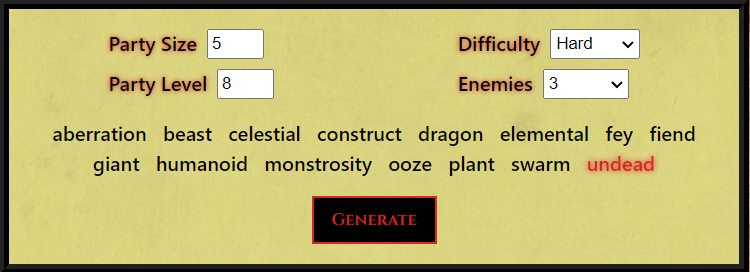 Party Size 5 Difficulty Hard
Party Level 8 Enemies 3
aberration beast celestial construct dragon elemental fey fiend
giant humanoid monstrosity ooze plant swarm undead
Generate